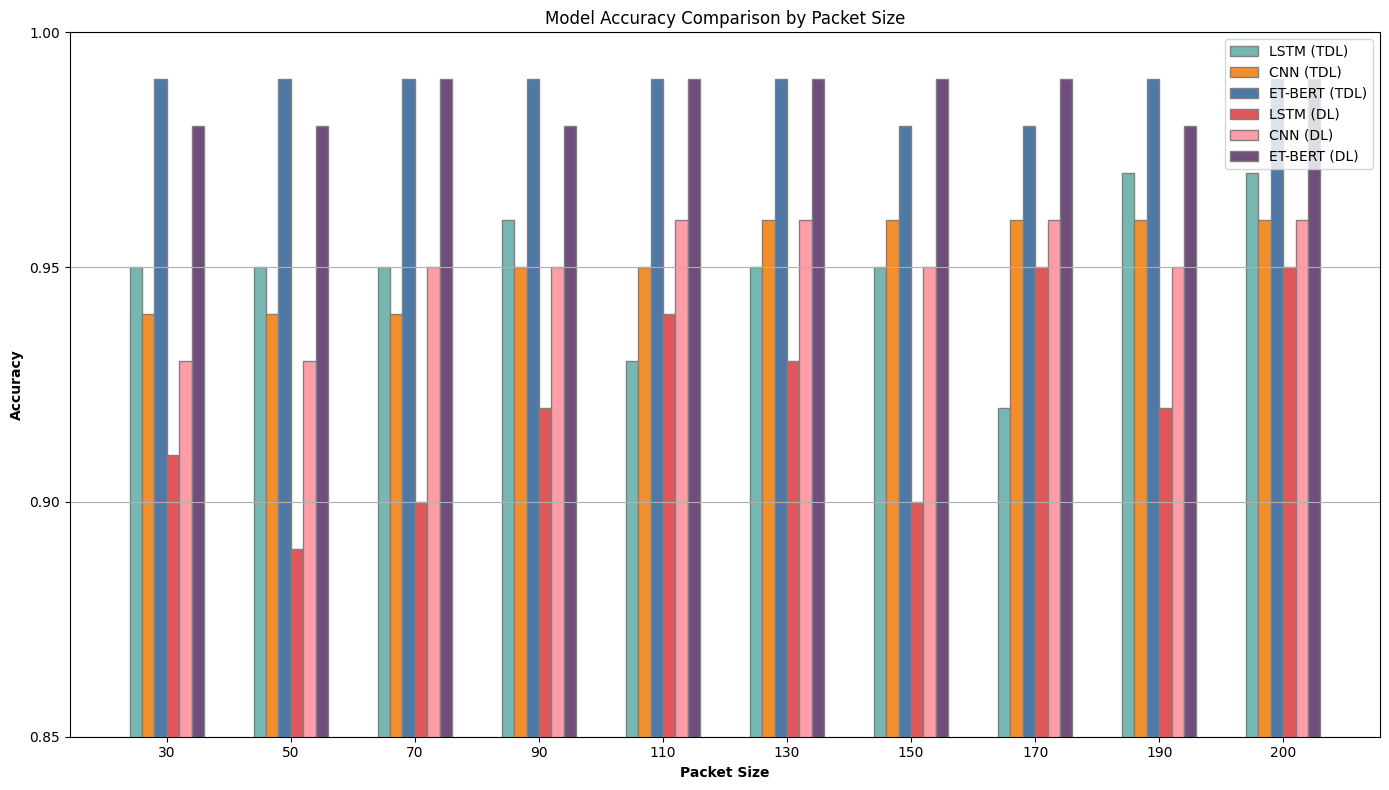 Model Accuracy Comparison by Packet Size
1.00
0.95
0.90
0.85
Accuracy
LSTM (TDL)
CNN (TDL)
ET-BERT (TDL)
LSTM (DL)
CNN (DL)
ET-BERT (DL)
30 50 70 90 110 130 150 170 190 200
Packet Size